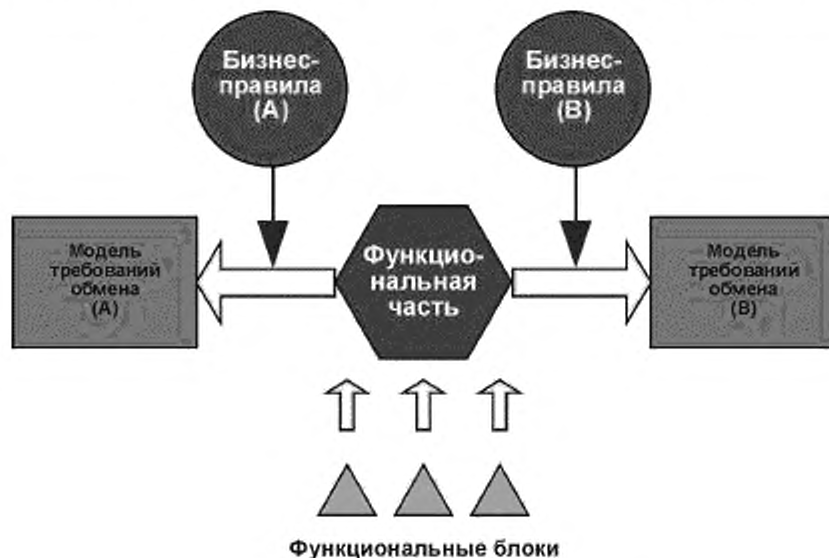 Бизнес-
правила
(A)
Бизнес-
правила
(B)
Модель
требований
обмена
(A)
Функцио-
нальная
часть
Модель
требований
обмена
(B)
Функциональные блоки